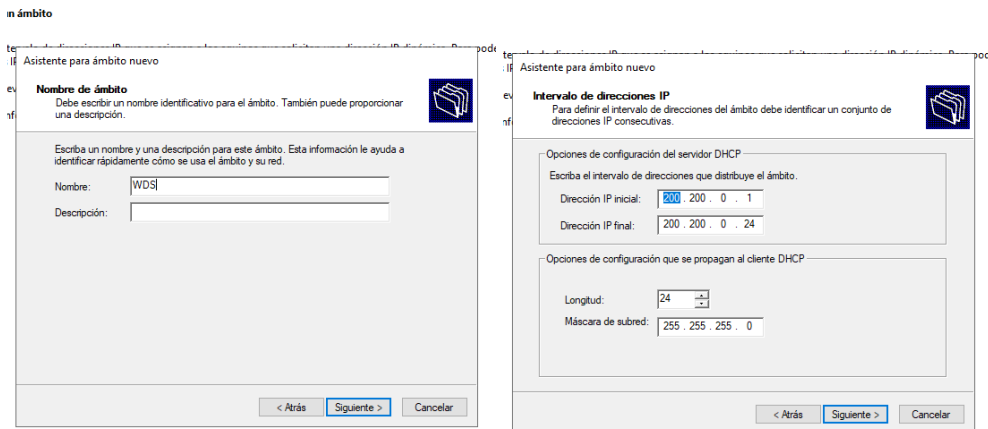 un ámbito
Asistente para ámbito nuevo
Nombre de ámbito
Debe escribir un nombre identificativo para el ámbito. También puede proporcionar
una descripción.
Escriba un nombre y una descripción para este ámbito. Esta información le ayuda a
identificar rápidamente cómo se usa el ámbito y su red.
Nombre: WDS
Descripción:
< Atrás Siguiente > Cancelar
Asistente para ámbito nuevo
Intervalo de direcciones IP
Para definir el intervalo de direcciones del ámbito debe identificar un conjunto de
direcciones IP consecutivas.
Opciones de configuración del servidor DHCP
Escriba el intervalo de direcciones que distribuye el ámbito.
Dirección IP inicial: 200 . 200 . 0 . 1
Dirección IP final: 200 . 200 . 0 . 24
Opciones de configuración que se propagan al cliente DHCP
Longitud: 24
Máscara de subred: 255 . 255 . 255 . 0
< Atrás Siguiente > Cancelar